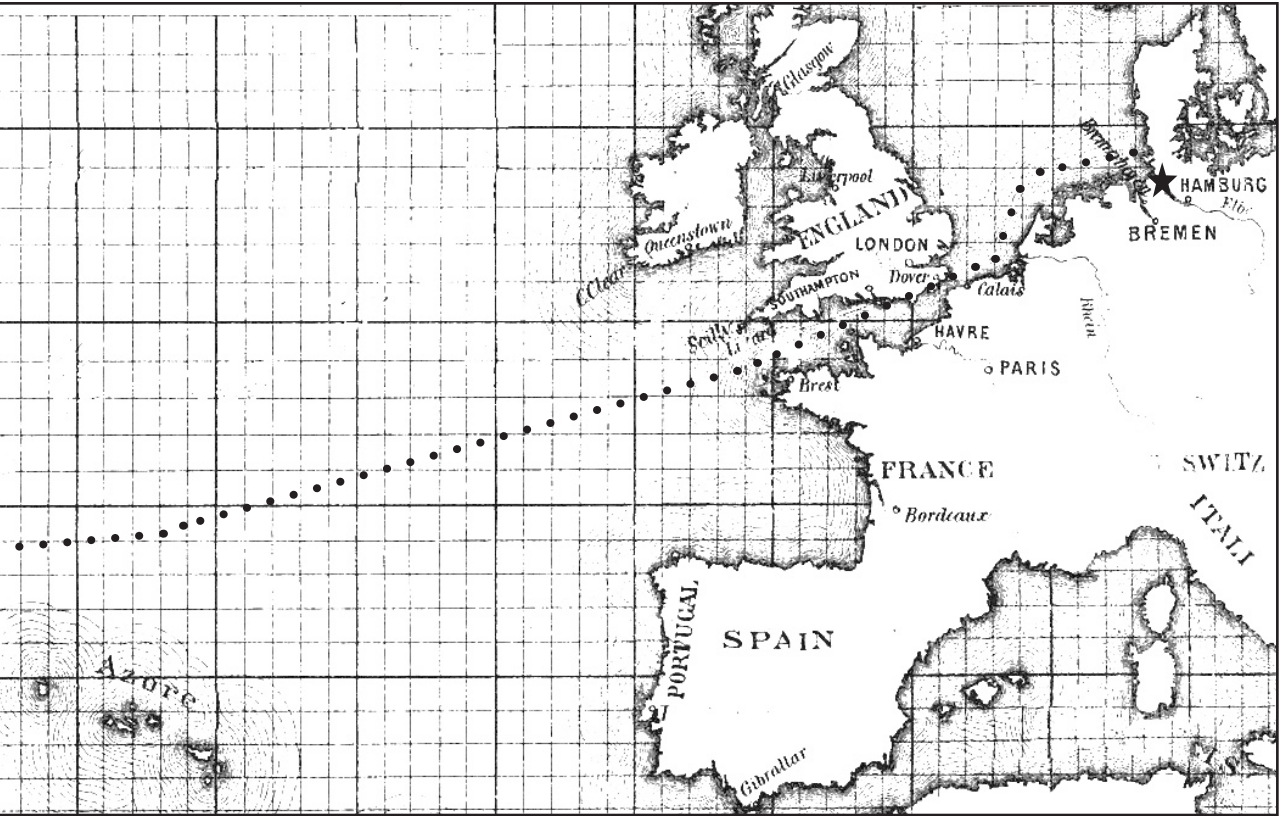 Glasgow
Liverpool
ENGLAND
Queenstown
C.Clear
LONDON
SOUTHAMPTON
Dover
Calais
Scilly
HAMBURG
Elbe
BREMEN
Rhein
HAVRE
PARIS
Brest
FRANCE
SWITZ
Bordeaux
ITALI
PORTUGAL
SPAIN
Azore
Gibraltar